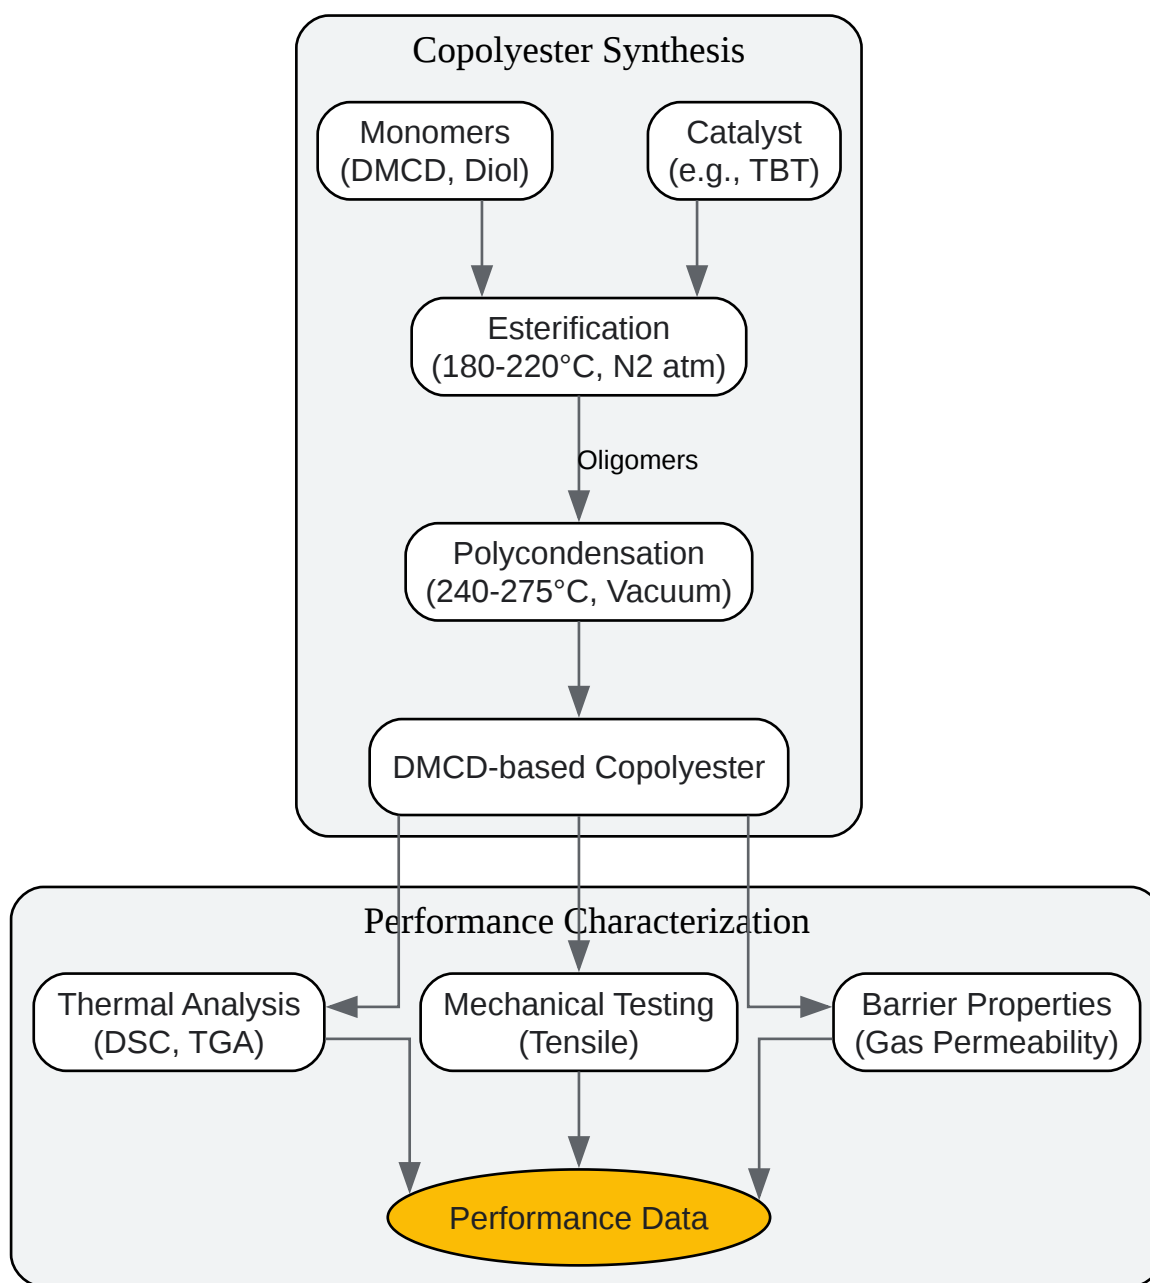 Copolyester Synthesis
Monomers
(DMCD, Diol)
Catalyst
(e.g., TBT)
Esterification
(180-220°C, N2 atm)
Oligomers
Polycondensation
(240-275°C, Vacuum)
DMCD-based Copolyester
Performance Characterization
Thermal Analysis
(DSC, TGA)
Mechanical Testing
(Tensile)
Barrier Properties
(Gas Permeability)
Performance Data